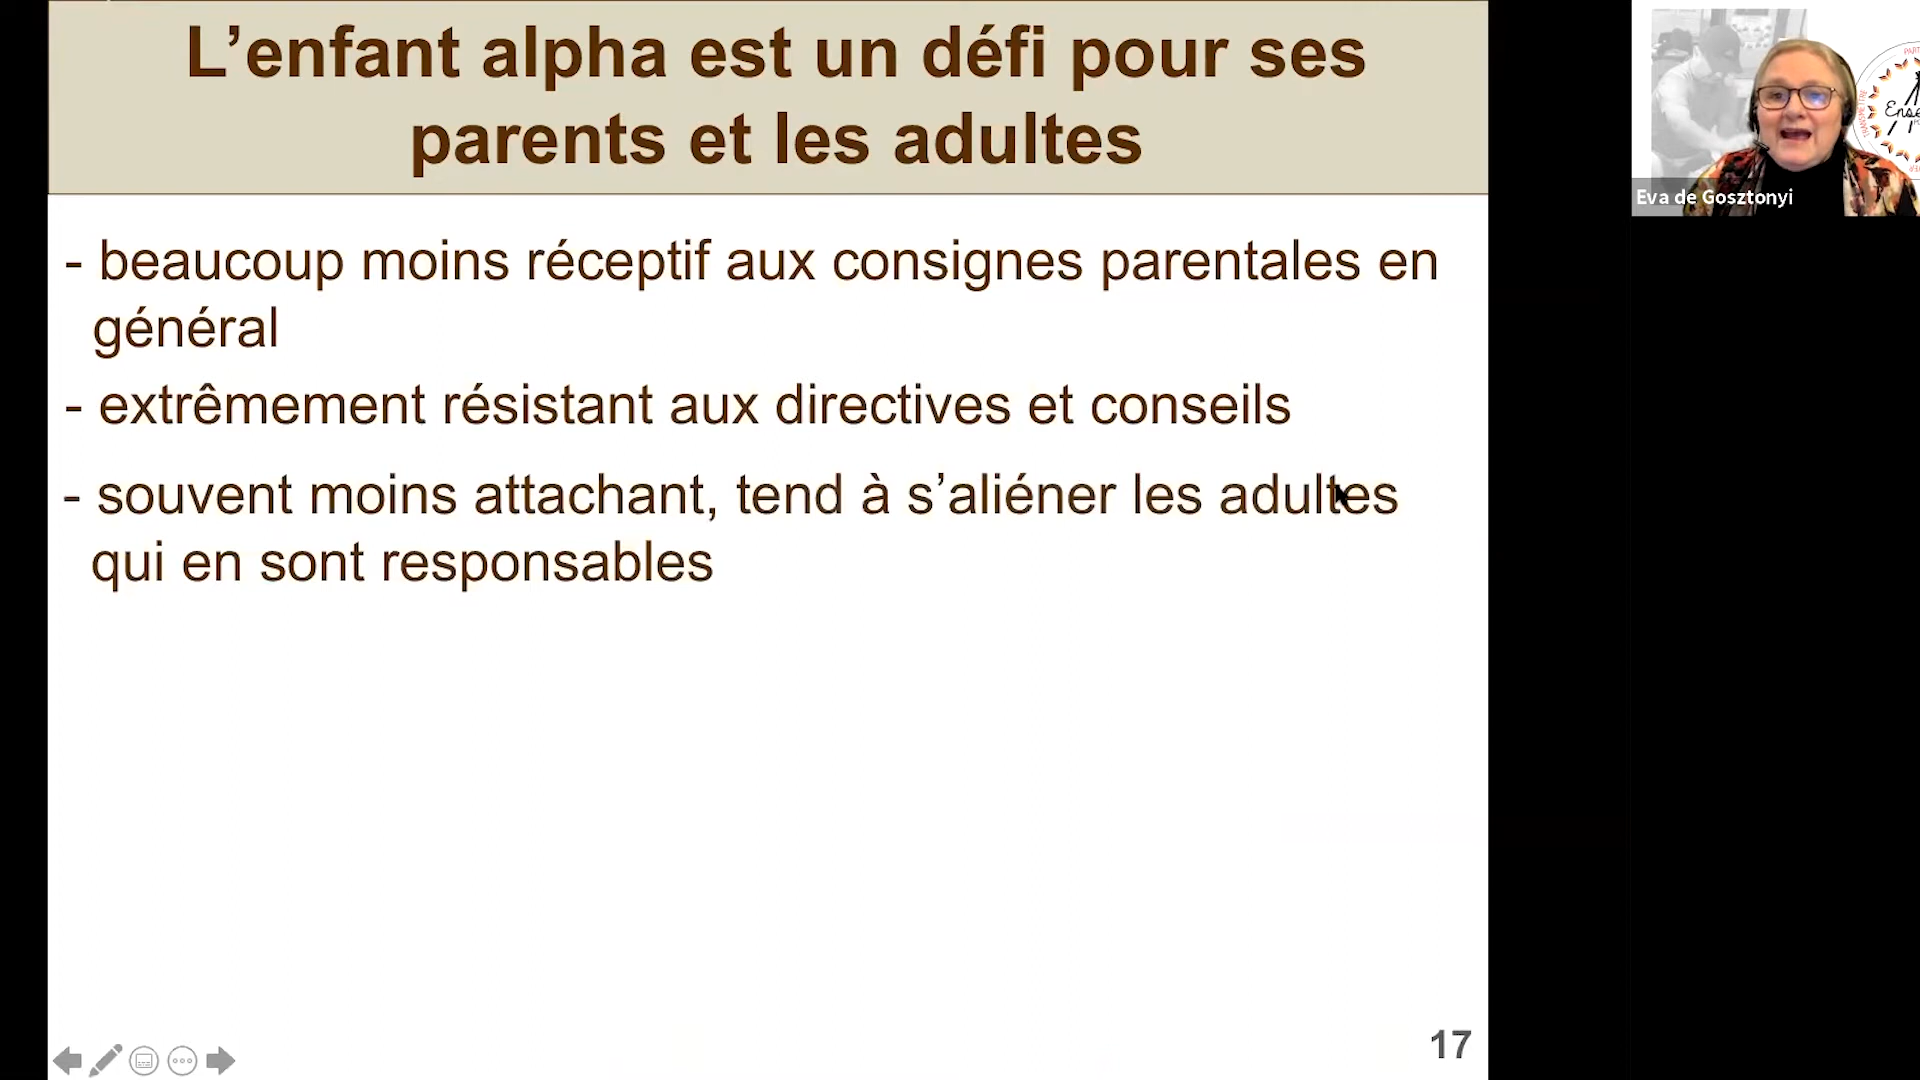 L’enfant alpha est un défi pour ses
parents et les adultes
- beaucoup moins réceptif aux consignes parentales en
général
- extrêmement résistant aux directives et conseils
- souvent moins attachant, tend à s’aliéner les adultes
qui en sont responsables
17
Eva de Gosztonyi